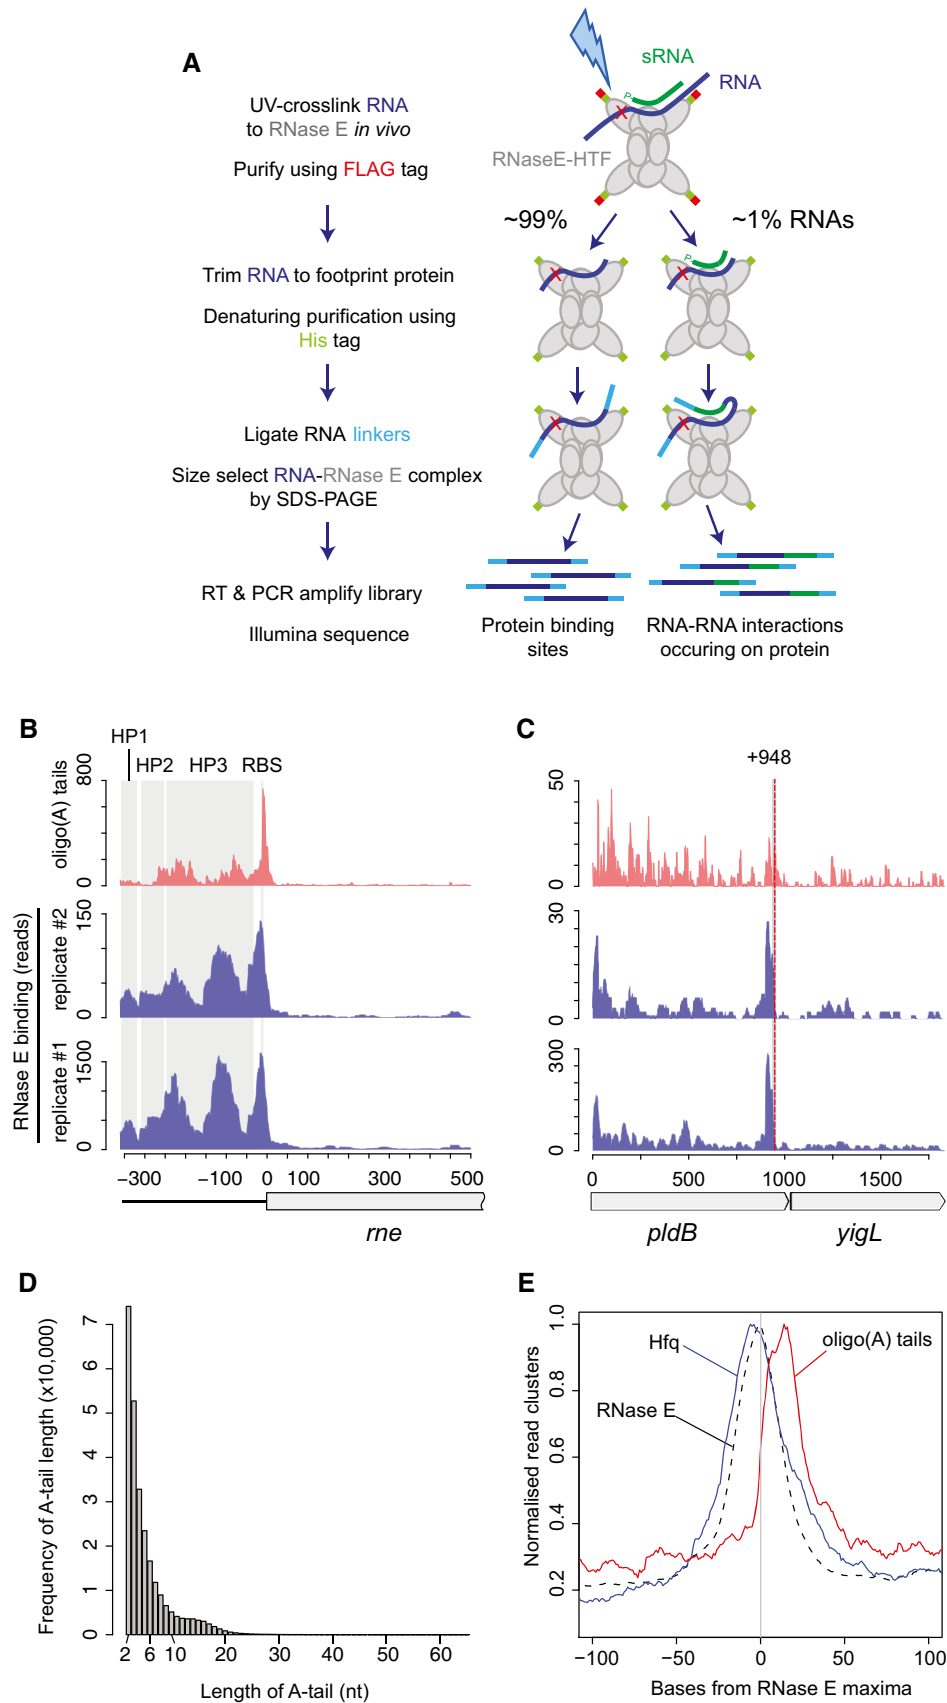 A
UV-crosslink RNA
to RNase E in vivo
Purify using FLAG tag
Trim RNA to footprint protein
Denaturing purification using
His tag
Ligate RNA linkers
Size select RNA-RNase E complex
by SDS-PAGE
RT & PCR amplify library
Illumina sequence
sRNA
RNA
P-
X
RNaseE-HTF
~99%
~1% RNAs
X
P-
X
X
X
Protein binding
sites
RNA-RNA interactions
occuring on protein
B
HP1
HP2
HP3
RBS
oligo(A) tails
800
0
RNase E binding (reads)
replicate #2
150
0
replicate #1
1500
0
−300
−100
0
100
300
500
rne
C
+948
50
0
30
0
300
0
0
500
1000
1500
pldB
yigL
D
Frequency of A-tail length (x10,000)
7
6
5
4
3
2
1
0
2
6
10
20
30
40
50
60
Length of A-tail (nt)
E
Normalised read clusters
1.0
0.8
0.6
0.4
0.2
Hfq
oligo(A) tails
RNase E
−100
−50
0
50
100
Bases from RNase E maxima